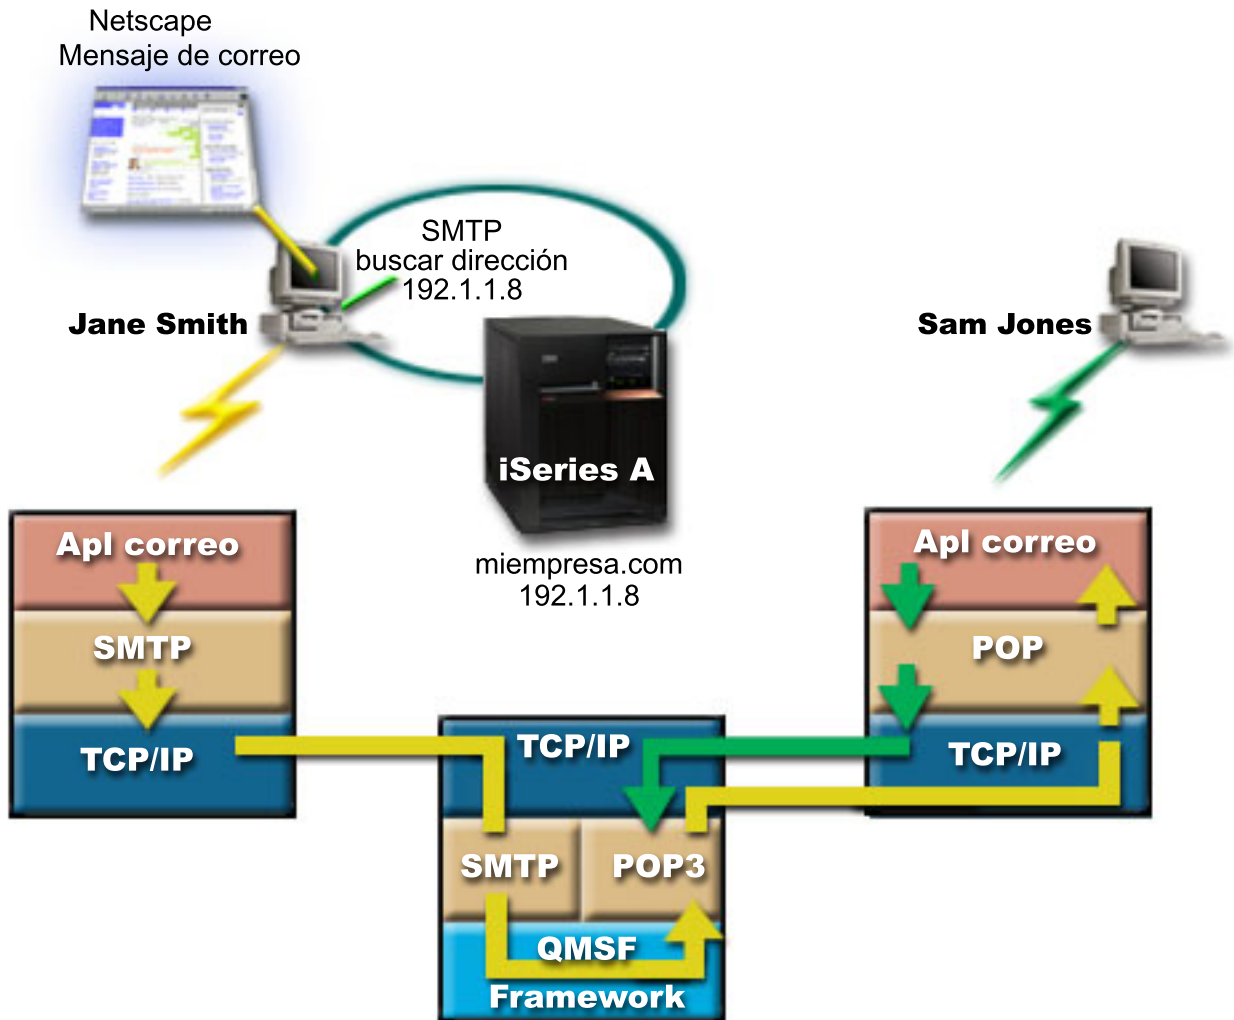 Netscape
Mensaje de correo
SMTP
buscar dirección
192.1.1.8
Jane Smith
Sam Jones
iSeries A
miempresa.com
192.1.1.8
Apl correo
SMTP
TCP/IP
Apl correo
POP
TCP/IP
TCP/IP
SMTP
POP3
QMSF
Framework